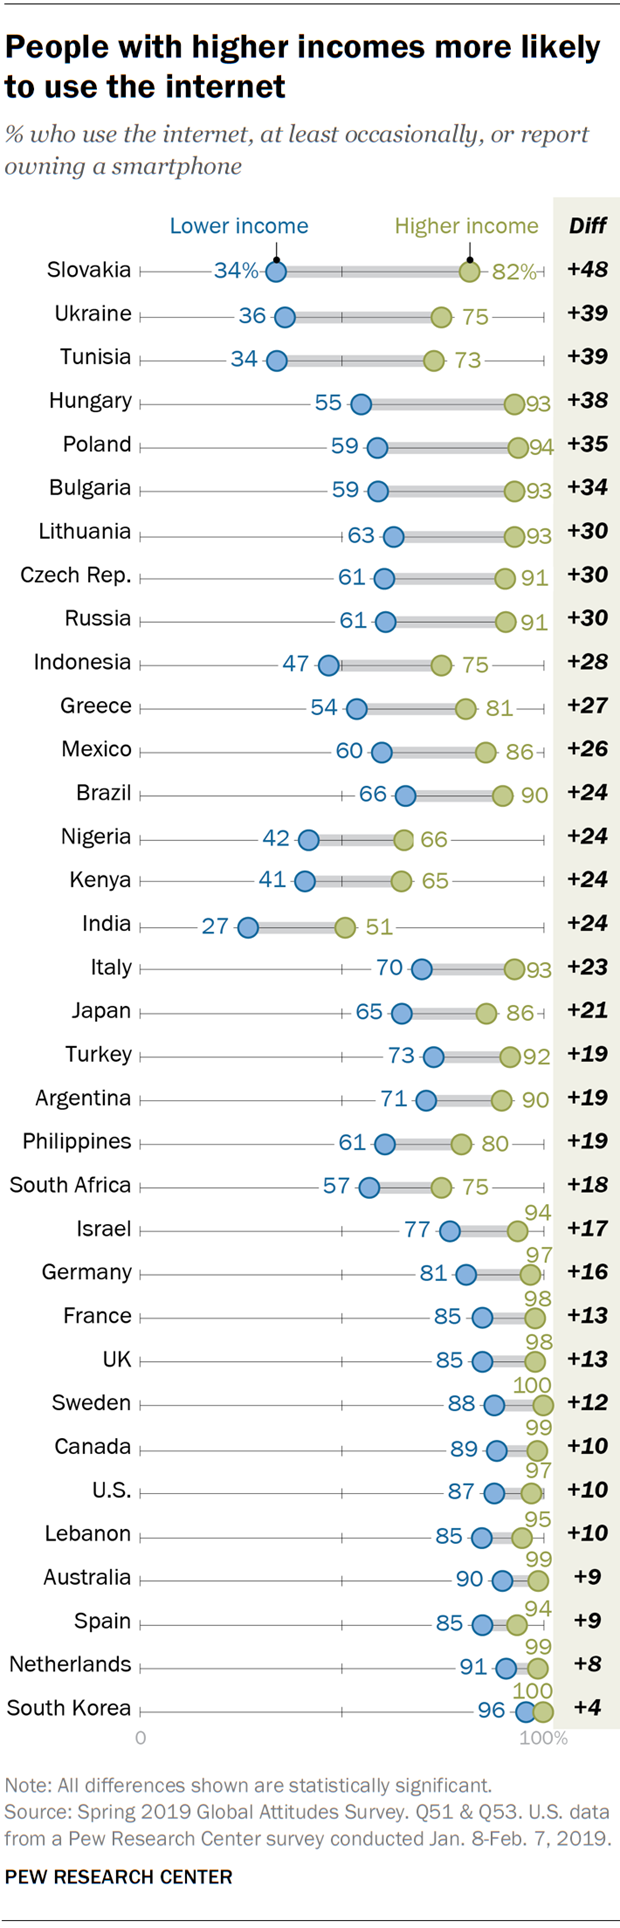 People with higher incomes more likely
to use the internet
% who use the internet, at least occasionally, or report
owning a smartphone
Lower income Higher income Diff
Slovakia 34% 82% +48
Ukraine 36 75 +39
Tunisia 34 73 +39
Hungary 55 93 +38
Poland 59 94 +35
Bulgaria 59 93 +34
Lithuania 63 93 +30
Czech Rep. 61 91 +30
Russia 61 91 +30
Indonesia 47 75 +28
Greece 54 81 +27
Mexico 60 86 +26
Brazil 66 90 +24
Nigeria 42 66 +24
Kenya 41 65 +24
India 27 51 +24
Italy 70 93 +23
Japan 65 86 +21
Turkey 73 92 +19
Argentina 71 90 +19
Philippines 61 80 +19
South Africa 57 75 +18
Israel 77 94 +17
Germany 81 97 +16
France 85 98 +13
UK 85 98 +13
Sweden 88 100 +12
Canada 89 99 +10
U.S. 87 97 +10
Lebanon 85 95 +10
Australia 90 99 +9
Spain 85 94 +9
Netherlands 91 99 +8
South Korea 96 100 +4
0 100%
Note: All differences shown are statistically significant.
Source: Spring 2019 Global Attitudes Survey. Q51 & Q53. U.S. data
from a Pew Research Center survey conducted Jan. 8-Feb. 7, 2019.
PEW RESEARCH CENTER